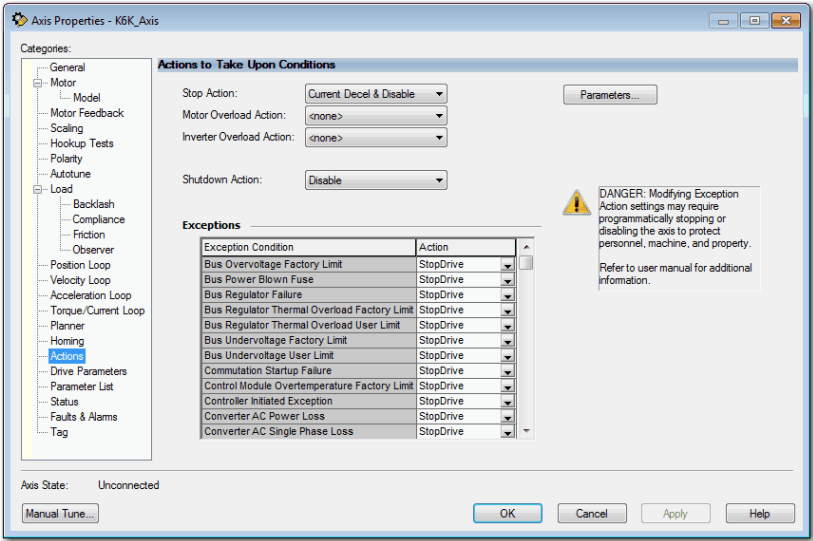 Axis Properties - K6K_Axis
Categories:
General
Motor
Model
Motor Feedback
Scaling
Hookup Tests
Polarity
Autotune
Load
Backlash
Compliance
Friction
Observer
Position Loop
Velocity Loop
Acceleration Loop
Torque/Current Loop
Planner
Homing
Actions
Drive Parameters
Parameter List
Status
Faults & Alarms
Tag
Actions to Take Upon Conditions
Stop Action: Current Decel & Disable Parameters...
Motor Overload Action: <none>
Inverter Overload Action: <none>
Shutdown Action: Disable
DANGER: Modifying Exception
Action settings may require
programmatically stopping or
disabling the axis to protect
personnel, machine, and property.
Refer to user manual for additional
information.
Exceptions
Exception Condition Action
Bus Overvoltage Factory Limit StopDrive
Bus Power Blown Fuse StopDrive
Bus Regulator Failure StopDrive
Bus Regulator Thermal Overload Factory Limit StopDrive
Bus Regulator Thermal Overload User Limit StopDrive
Bus Undervoltage Factory Limit StopDrive
Bus Undervoltage User Limit StopDrive
Commutation Startup Failure StopDrive
Control Module Overtemperature Factory Limit StopDrive
Controller Initiated Exception StopDrive
Converter AC Power Loss StopDrive
Converter AC Single Phase Loss StopDrive
Axis State: Unconnected
Manual Tune... OK Cancel Apply Help